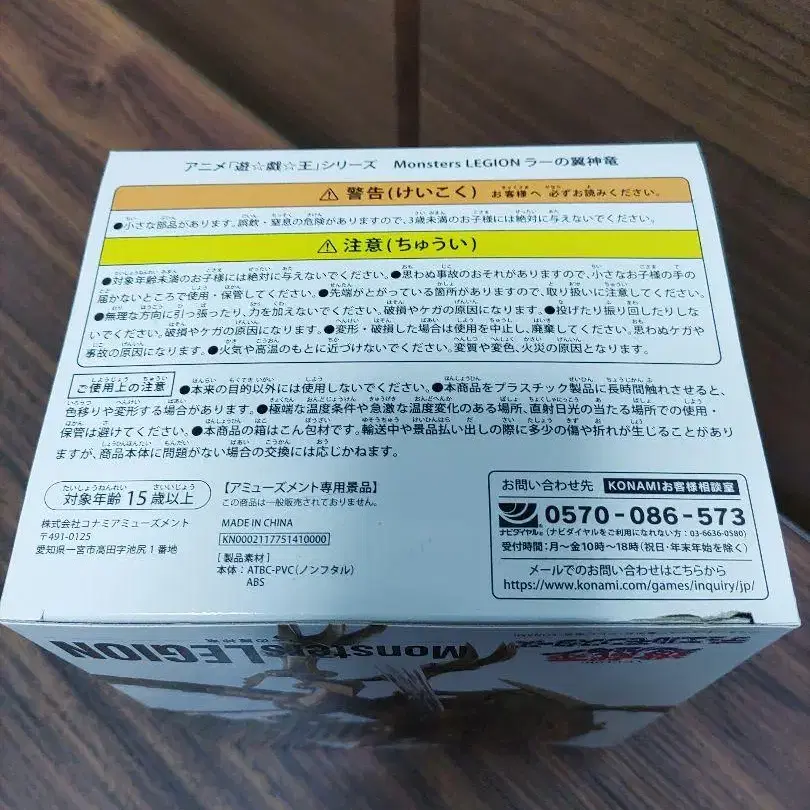 アニメ「遊☆戯☆王」シリーズ Monsters LEGION ラーの翼神竜
⚠ 警告(けいこく) お客様へ 必ずお読みください。
●小さな部品があります。誤飲・窒息の危険がありますので、3歳未満のお子様には絶対に与えないでください。
⚠ 注意(ちゅうい)
●対象年齢未満のお子様には絶対に与えないでください。●思わぬ事故のおそれがありますので、小さなお子様の手の
届かないところで使用・保管してください。●先端がとがっている箇所がありますので、取り扱いに注意してください。
●無理な方向に引っ張ったり、力を加えないでください。破損やケガの原因になります。●投げたり振り回したりしな
いでください。破損やケガの原因になります。●変形・破損した場合は使用を中止し、廃棄してください。思わぬケガや
事故の原因になります。●火気や高温のもとに近づけないでください。変質や変色、火災の原因となります。
ご使用上の注意 ●本来の目的以外には使用しないでください。●本商品をプラスチック製品に長時間触れさせると、
色移りや変形する場合があります。●極端な温度条件や急激な温度変化のある場所、直射日光の当たる場所での使用・
保管は避けてください。●本商品の箱はこん包材です。輸送中や景品払い出しの際に多少の傷や折れが生じることがあり
ますが、商品本体に問題がない場合の交換には応じかねます。
対象年齢 15歳以上
株式会社コナミアミューズメント
〒491-0125
愛知県一宮市高田字池尻1番地
【アミューズメント専用景品】
この商品は一般販売されておりません。
MADE IN CHINA
KN0002117751410000
[製品素材]
本体：ATBC-PVC(ノンフタル)
ABS
お問い合わせ先 KONAMIお客様相談室
ナビダイヤル® 0570-086-573
(ナビダイヤルをご利用になれない方：03-6636-0580)
受付時間：月～金10時～18時(祝日・年末年始を除く)
メールでのお問い合わせはこちらから
https://www.konami.com/games/inquiry/jp/
MonstersLEGION